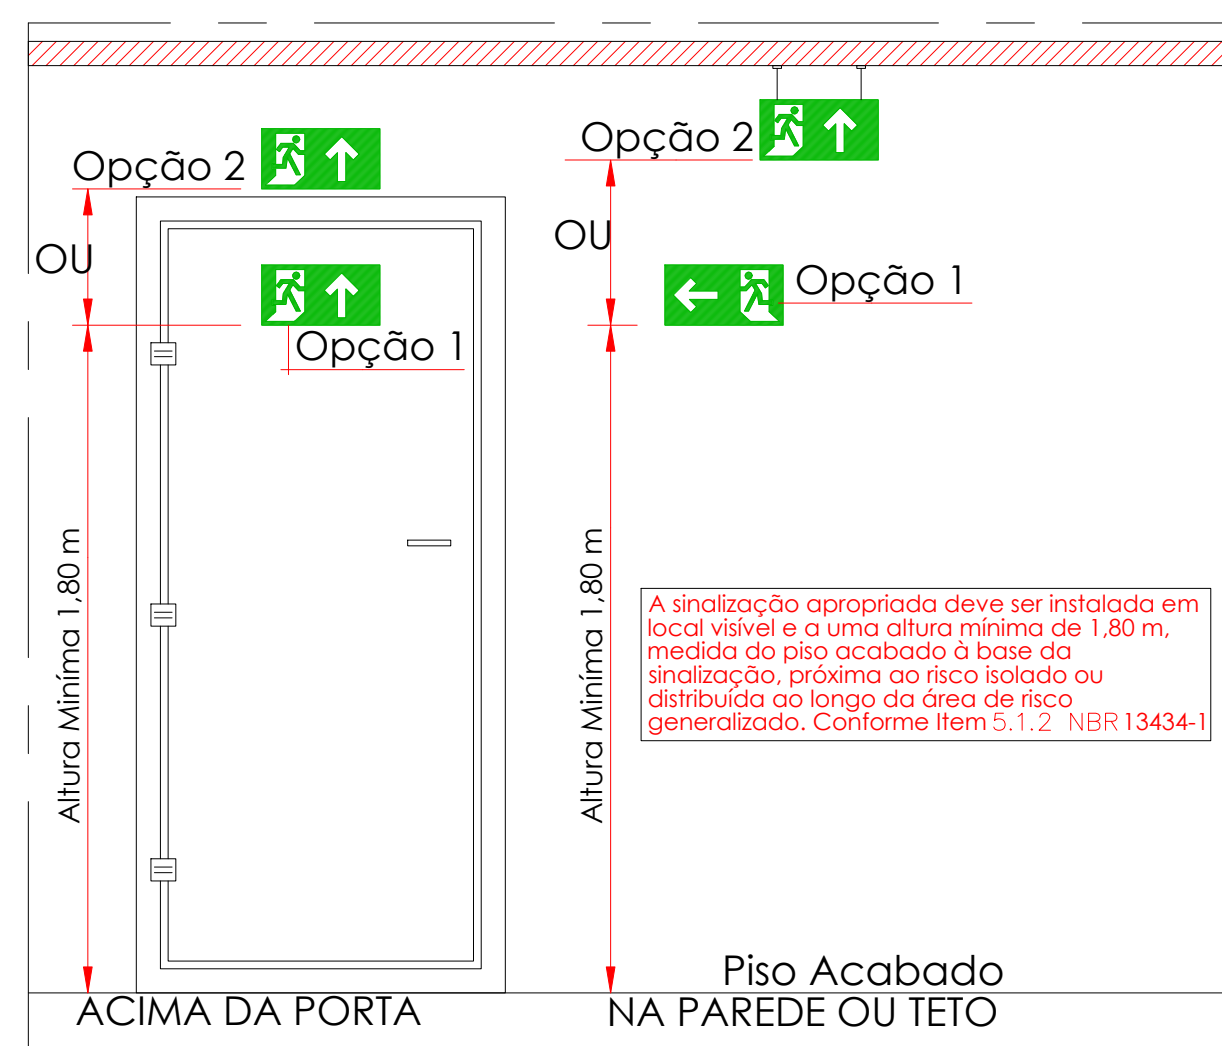 Opção 2
OU
Opção 1
Altura Miníma 1,80 m
ACIMA DA PORTA
Opção 2
OU
Opção 1
Altura Miníma 1,80 m
A sinalização apropriada deve ser instalada em
local visível e a uma altura mínima de 1,80 m,
medida do piso acabado à base da
sinalização, próxima ao risco isolado ou
distribuída ao longo da área de risco
generalizado. Conforme Item 5.1.2 NBR 13434-1
Piso Acabado
NA PAREDE OU TETO